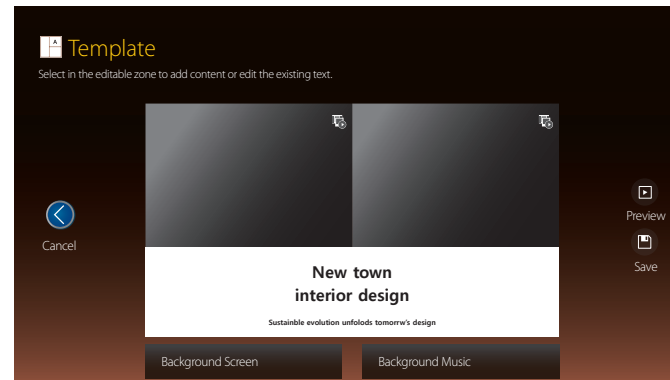 A
Template
Select in the editable zone to add content or edit the existing text.
Cancel
Preview
Save
New town
interior design
Sustainble evolution unfolods tomorrw's design
Background Screen
Background Music